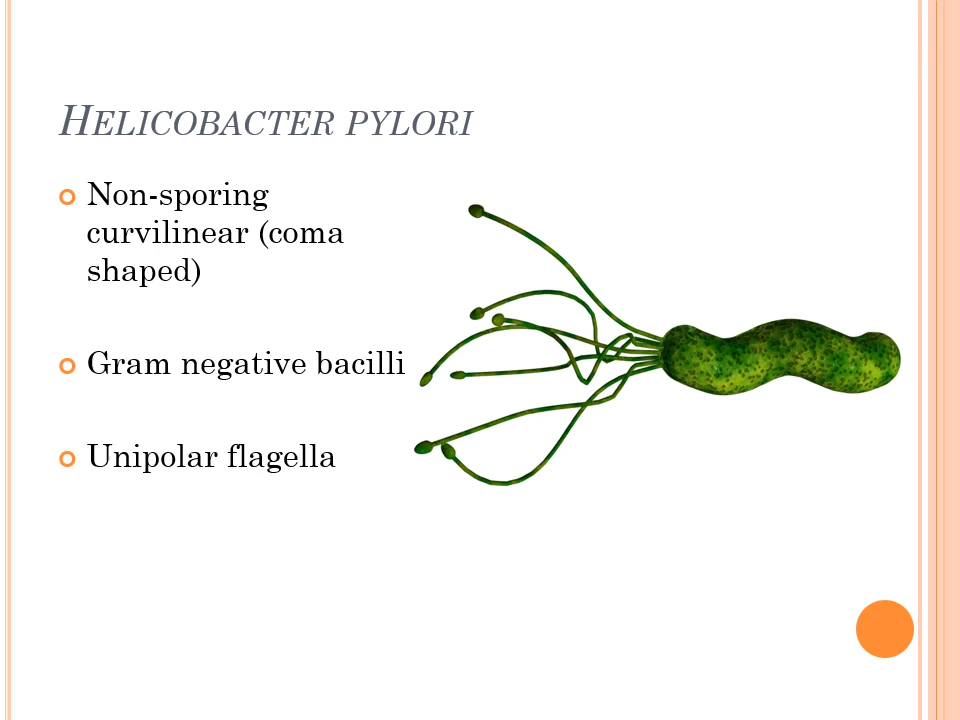 HELICOBACTER PYLORI
Non-sporing
curvilinear (coma
shaped)
Gram negative bacilli
Unipolar flagella